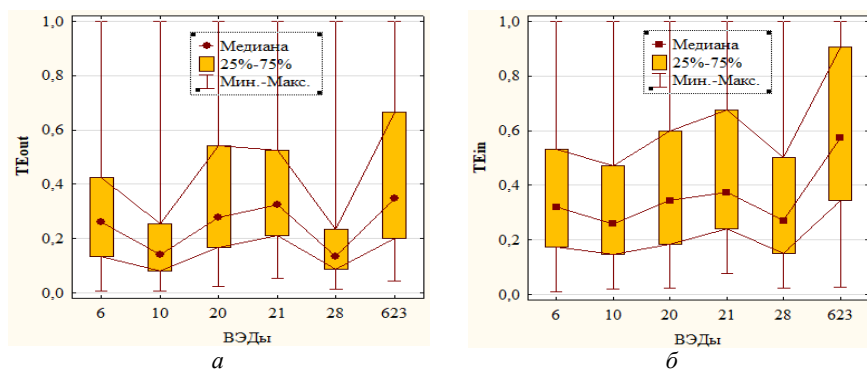 1,0
0,8
0,6
0,4
0,2
0,0
TEout
Медиана
25%-75%
Мин.-Макс.
6 10 20 21 28 623
ВЭДы
а
1,0
0,8
0,6
0,4
0,2
0,0
TEin
Медиана
25%-75%
Мин.-Макс.
6 10 20 21 28 623
ВЭДы
б